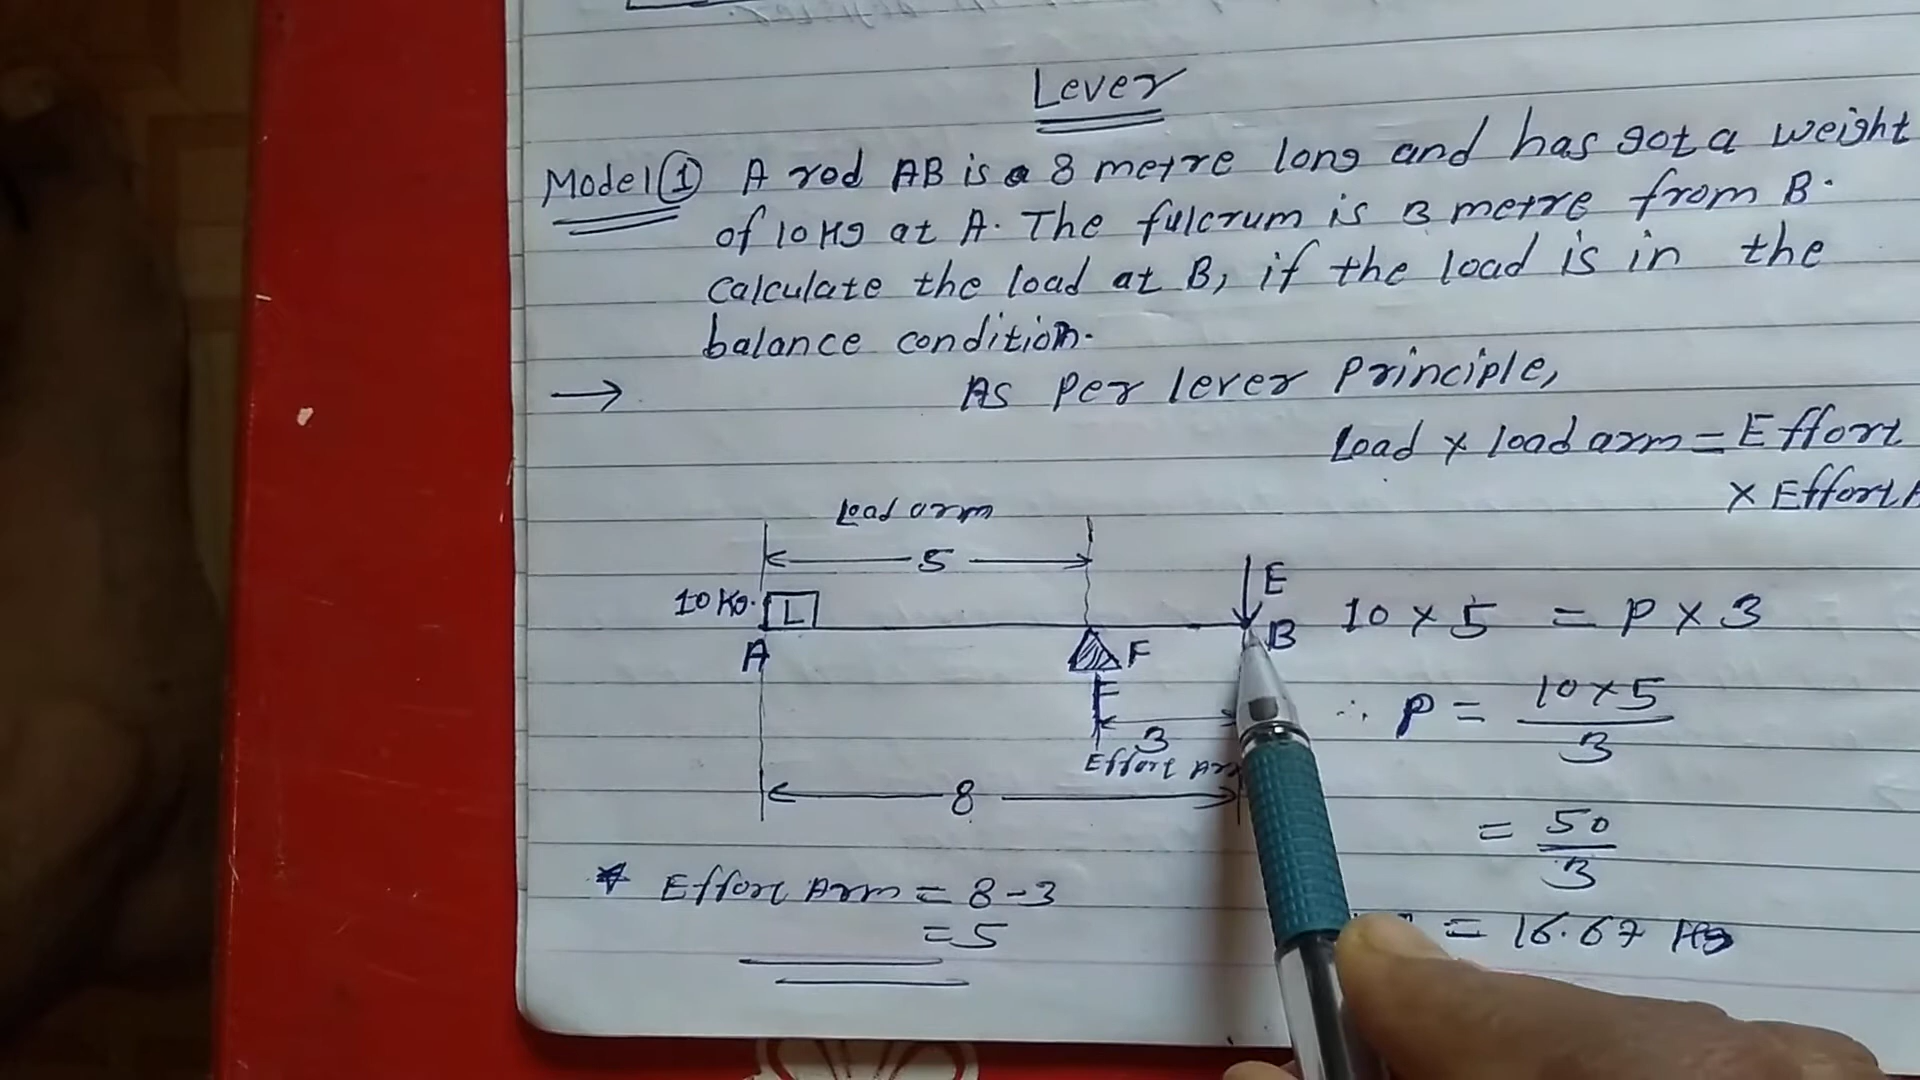 Lever
Model ① A rod AB is a 8 metre long and has got a weight
of 10 Kg at A. The fulcrum is 3 metre from B.
calculate the load at B, if the load is in the
balance condition.
→ As per lever principle,
Load × load arm = Effort
× Effort A
Load arm
5
10 Kg. L
E
A
F
B
F
3
Effort Arm
8
10 × 5 = P × 3
∴ P = 10×5
3
= 50
3
= 16.67 Kg
* Effort Arm = 8-3
= 5